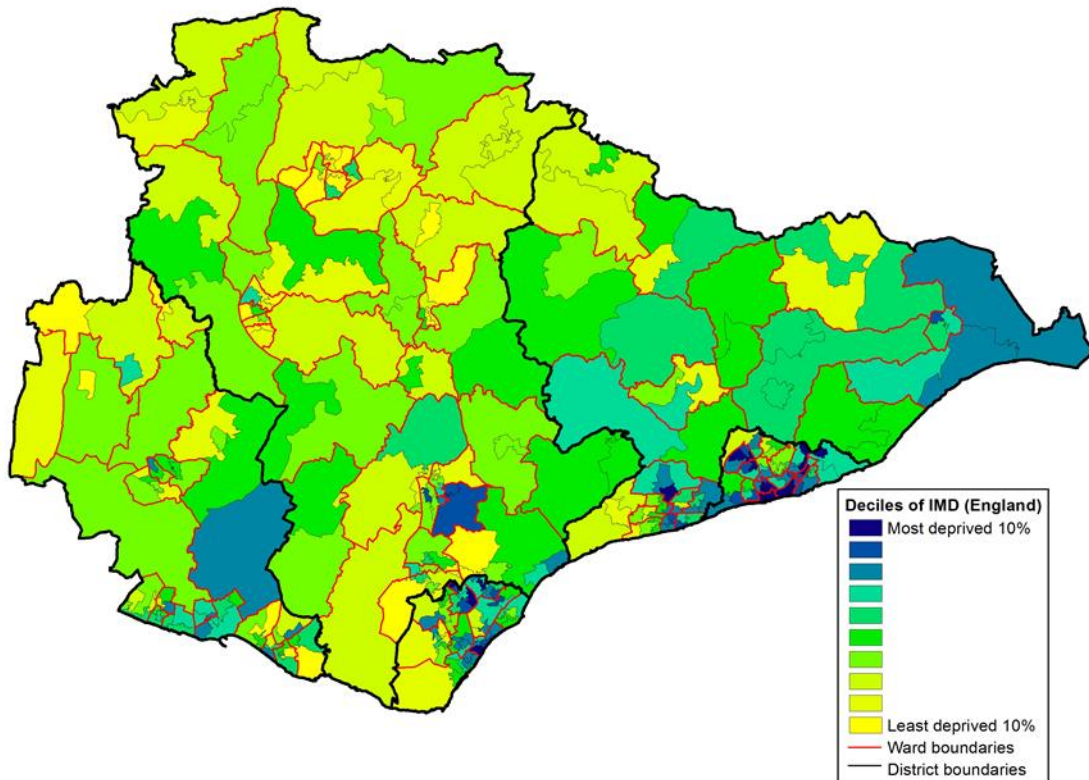 Deciles of IMD (England)
Most deprived 10%
Least deprived 10%
Ward boundaries
District boundaries